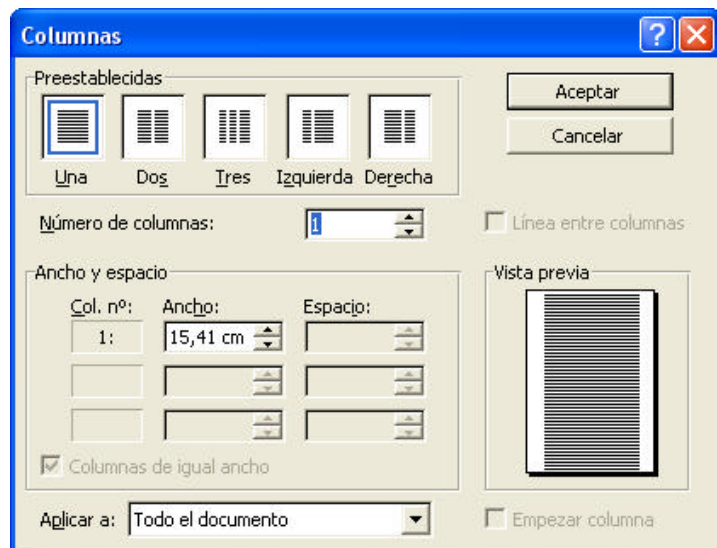 Columnas
Preestablecidas
Una Dos Tres Izquierda Derecha
Aceptar
Cancelar
Número de columnas: 1
Línea entre columnas
Ancho y espacio
Col. nº: Ancho: Espacio:
1: 15,41 cm
Columnas de igual ancho
Vista previa
Aplicar a: Todo el documento
Empezar columna